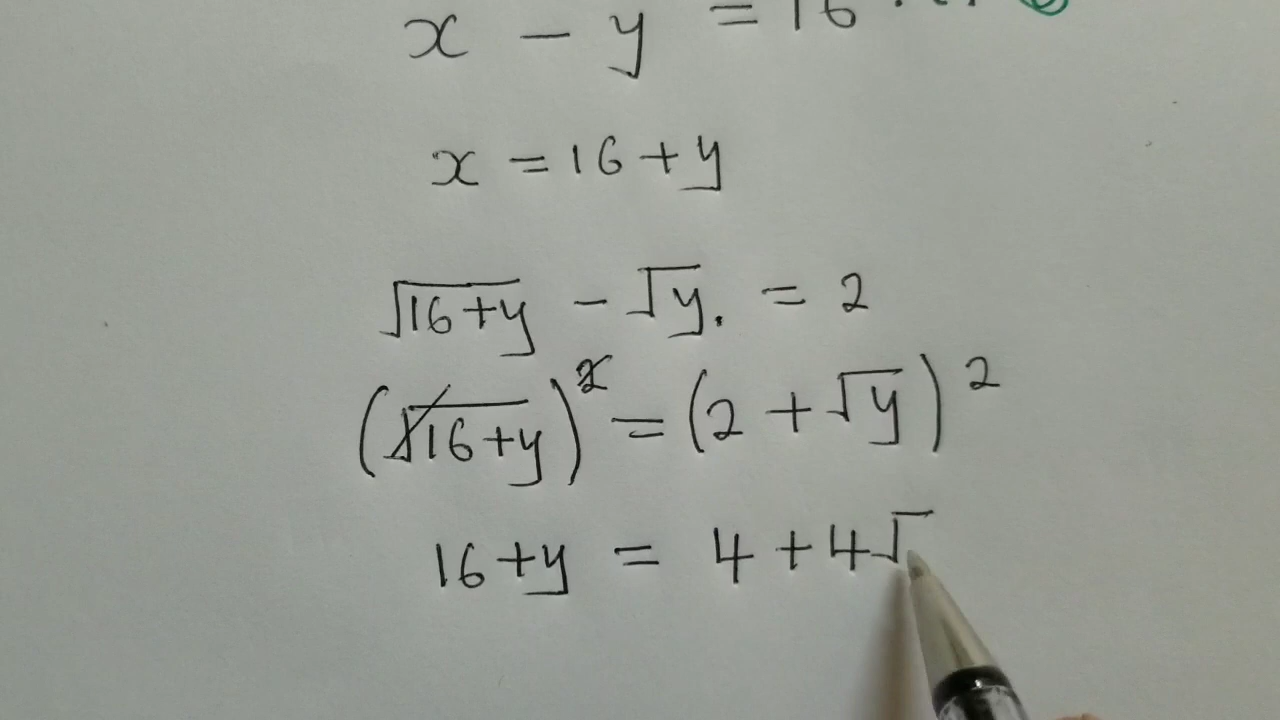 x - y = 16
x = 16 + y
√(16+y) - √y. = 2
(√(16+y))² = (2 + √y)²
16+y = 4 + 4√